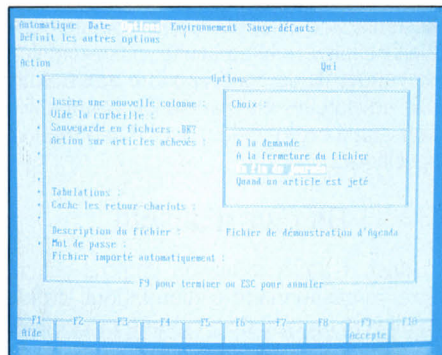 Automatique Date Options Environnement Sauve défauts
Définit les autres options
Action Qui
Options
Insère une nouvelle colonne :
Vide la corbeille :
Sauvegarde en fichiers .BKT
Action sur articles achevés :
Choix :
A la demande
A la fermeture du fichier
Quand un article est jeté
Tabulations :
Cache les retour-chariots :
Description du fichier : Fichier de démonstration d'Agenda
Mot de passe :
Fichier importé automatiquement :
F9 pour terminer ou ESC pour annuler
F1 F2 F3 F4 F5 F6 F7 F8 F9 F10
Aide Accepte